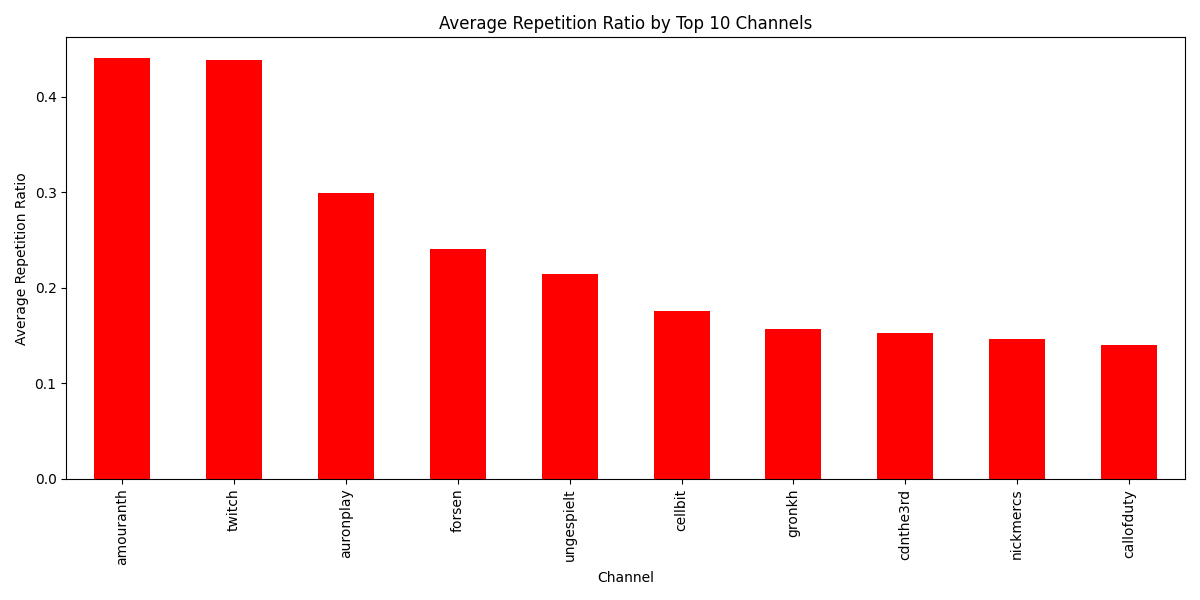 Average Repetition Ratio by Top 10 Channels
Average Repetition Ratio
0.4
0.3
0.2
0.1
0.0
amouranth
twitch
auronplay
forsen
ungespielt
cellbit
gronkh
cdnthe3rd
nickmercs
callofduty
Channel